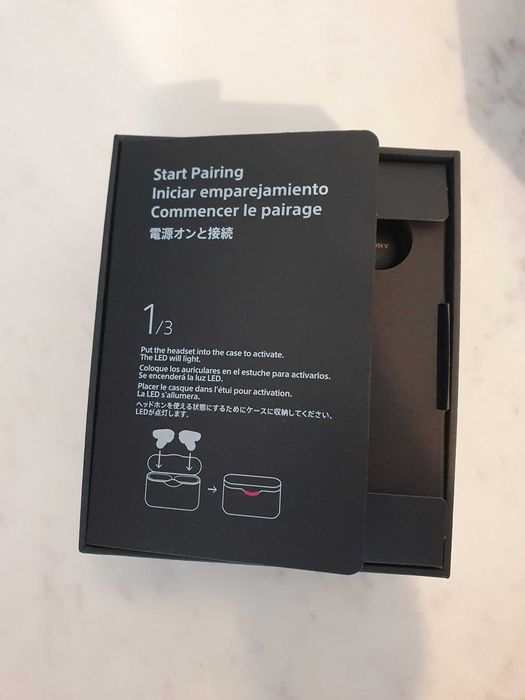 Start Pairing
Iniciar emparejamiento
Commencer le pairage
電源オンと接続
1/3
Put the headset into the case to activate.
The LED will light.
Coloque los auriculares en el estuche para activarlos.
Se encenderá la luz LED.
Placer le casque dans l'étui pour activation.
La LED s'allumera.
ヘッドホンを使える状態にするためにケースに収納してください。
LEDが点灯します。